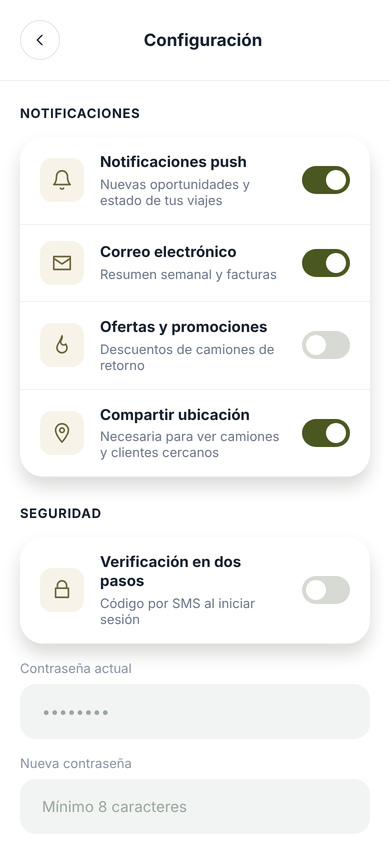 Configuración
NOTIFICACIONES
Notificaciones push
Nuevas oportunidades y
estado de tus viajes
Correo electrónico
Resumen semanal y facturas
Ofertas y promociones
Descuentos de camiones de
retorno
Compartir ubicación
Necesaria para ver camiones
y clientes cercanos
SEGURIDAD
Verificación en dos
pasos
Código por SMS al iniciar
sesión
Contraseña actual
••••••••
Nueva contraseña
Mínimo 8 caracteres